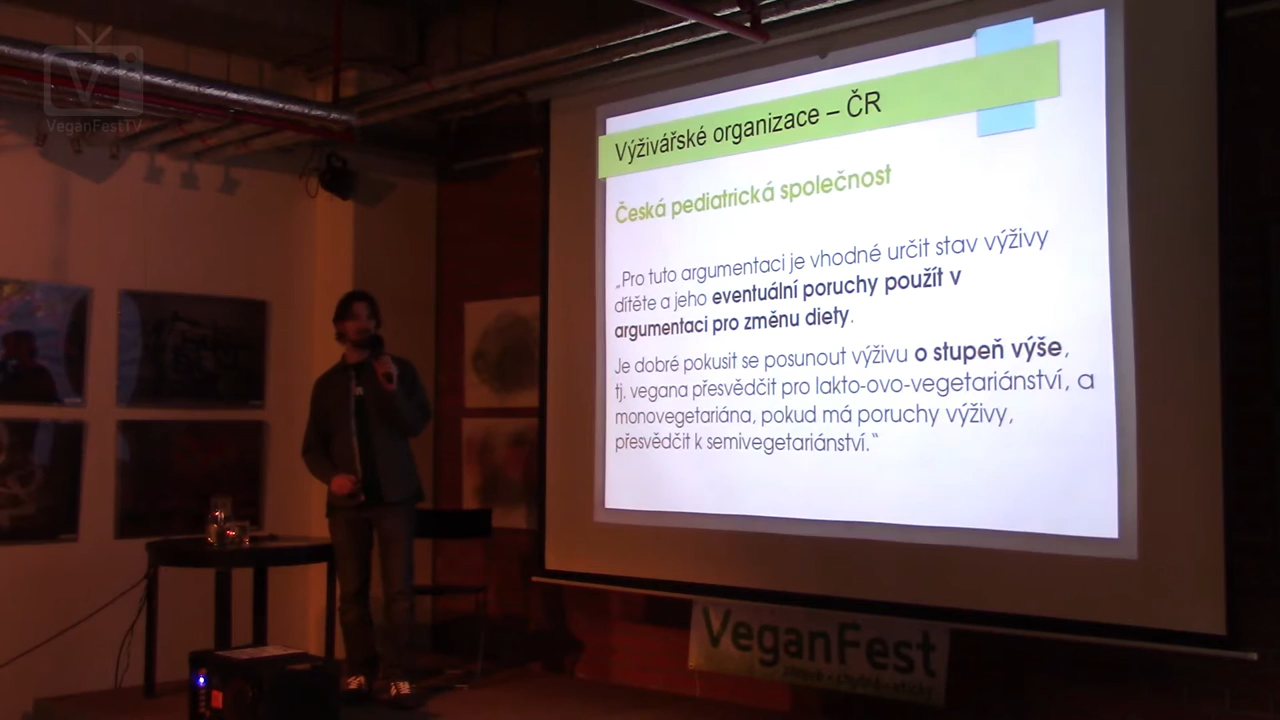 VeganFestTV
Výživářské organizace – ČR
Česká pediatrická společnost
„Pro tuto argumentaci je vhodné určit stav výživy
dítěte a jeho eventuální poruchy použít v
argumentaci pro změnu diety.
Je dobré pokusit se posunout výživu o stupeň výše,
tj. vegana přesvědčit pro lakto-ovo-vegetariánství, a
monovegetariána, pokud má poruchy výživy,
přesvědčit k semivegetariánství.“
VeganFest